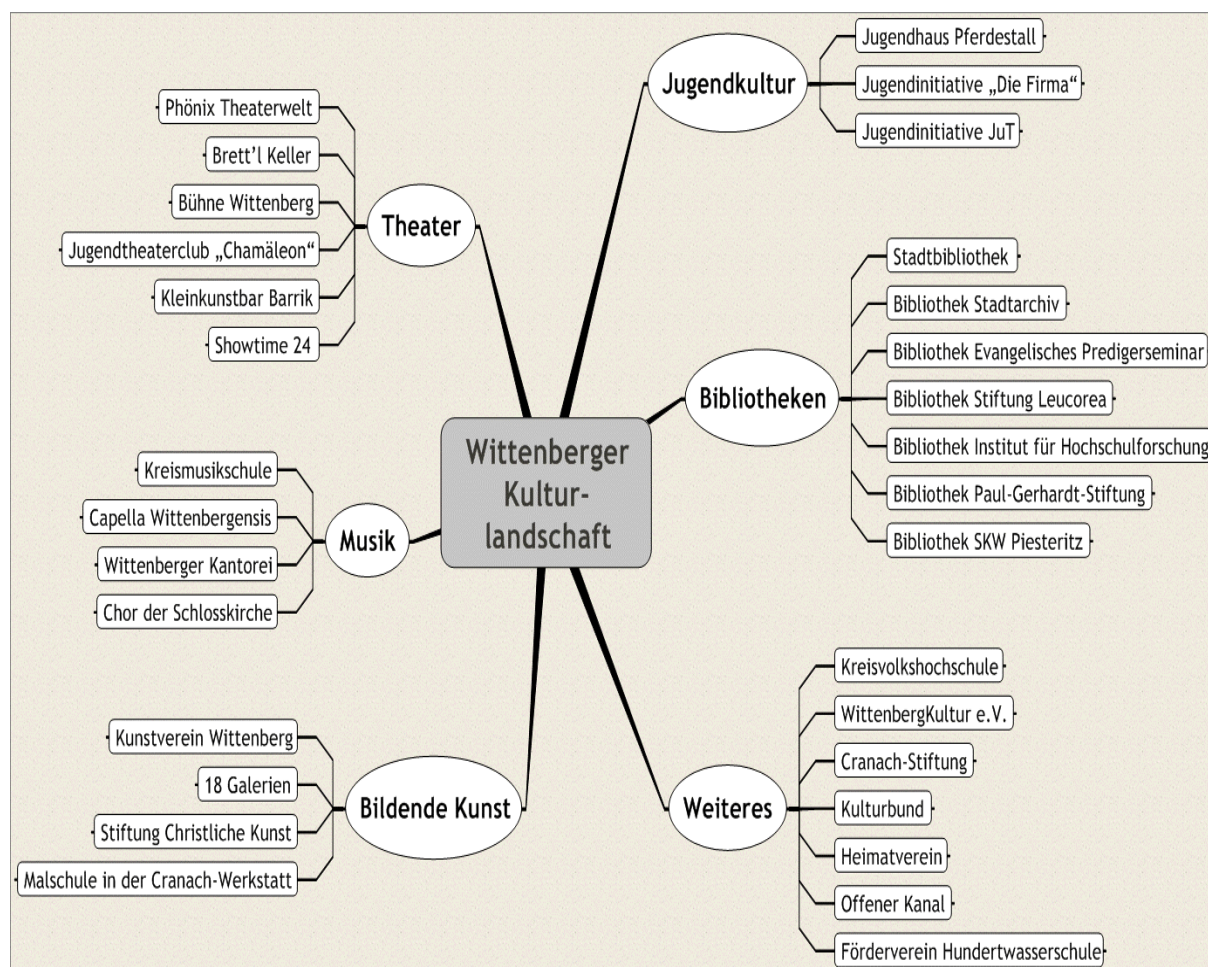 Wittenberger
Kultur-
landschaft
Theater
Phönix Theaterwelt
Brett’l Keller
Bühne Wittenberg
Jugendtheaterclub „Chamäleon“
Kleinkunstbar Barrik
Showtime 24
Musik
Kreismusikschule
Capella Wittenbergensis
Wittenberger Kantorei
Chor der Schlosskirche
Bildende Kunst
Kunstverein Wittenberg
18 Galerien
Stiftung Christliche Kunst
Malschule in der Cranach-Werkstatt
Jugendkultur
Jugendhaus Pferdestall
Jugendinitiative „Die Firma“
Jugendinitiative JuT
Bibliotheken
Stadtbibliothek
Bibliothek Stadtarchiv
Bibliothek Evangelisches Predigerseminar
Bibliothek Stiftung Leucorea
Bibliothek Institut für Hochschulforschung
Bibliothek Paul-Gerhardt-Stiftung
Bibliothek SKW Piesteritz
Weiteres
Kreisvolkshochschule
WittenbergKultur e.V.
Cranach-Stiftung
Kulturbund
Heimatverein
Offener Kanal
Förderverein Hundertwasserschule